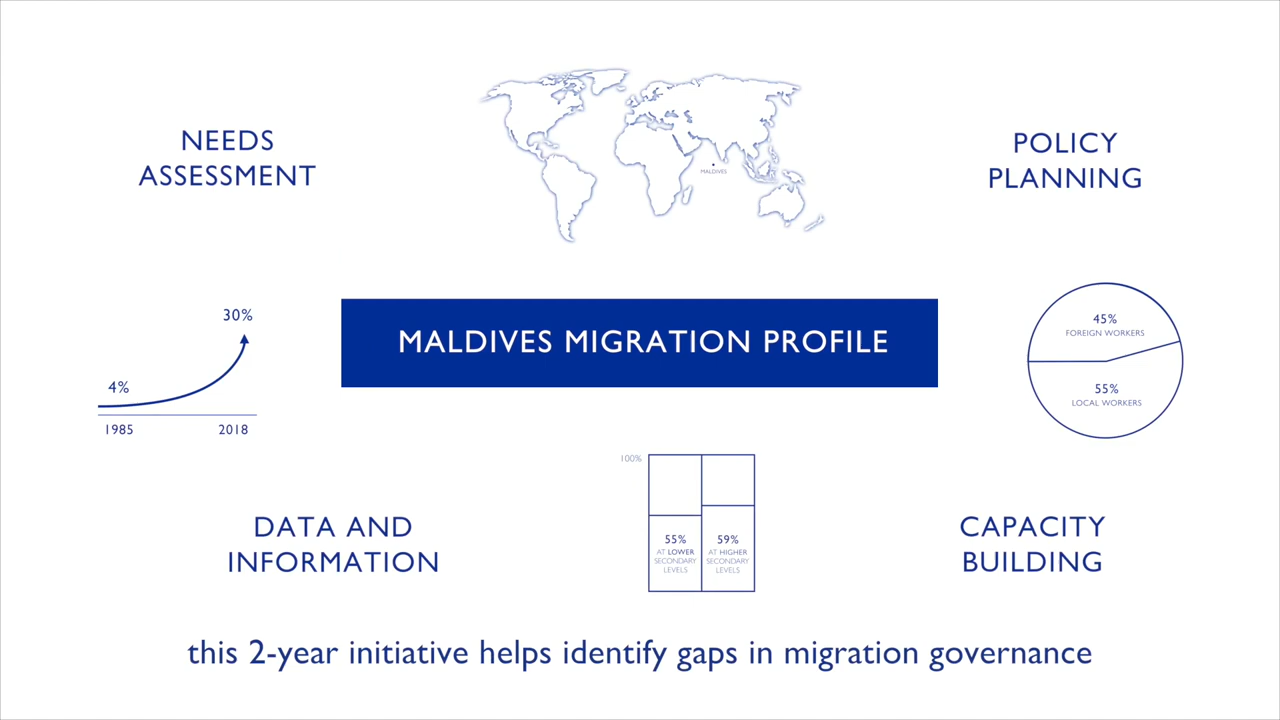 NEEDS
ASSESSMENT
MALDIVES
POLICY
PLANNING
MALDIVES MIGRATION PROFILE
30%
4%
1985 2018
45%
FOREIGN WORKERS
55%
LOCAL WORKERS
DATA AND
INFORMATION
100%
55%
AT LOWER
SECONDARY
LEVELS
59%
AT HIGHER
SECONDARY
LEVELS
CAPACITY
BUILDING
this 2-year initiative helps identify gaps in migration governance